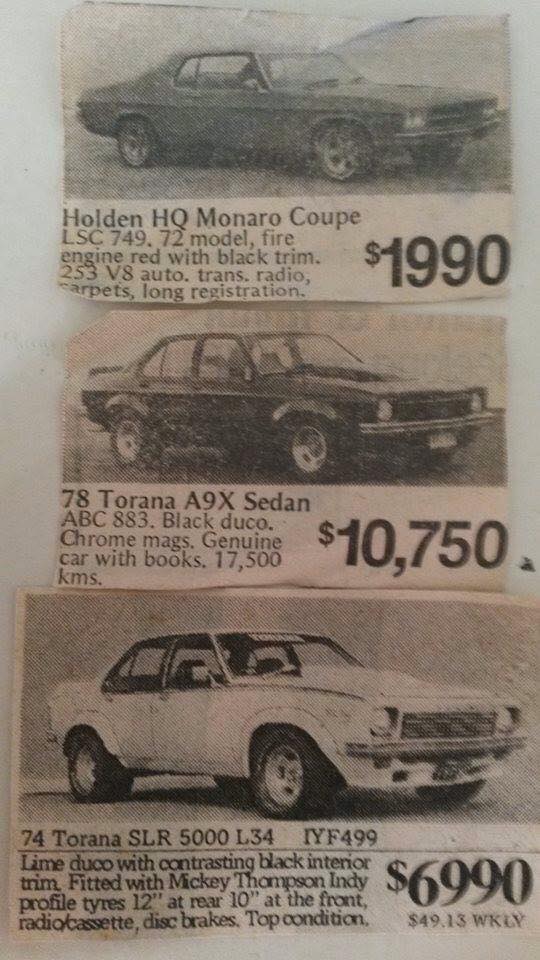 Holden HQ Monaro Coupe
LSC 749. 72 model, fire
engine red with black trim.
253 V8 auto. trans. radio,
carpets, long registration.
$1990
78 Torana A9X Sedan
ABC 883. Black duco.
Chrome mags. Genuine
car with books. 17,500
kms.
$10,750
74 Torana SLR 5000 L34 IYF499
Lime duco with contrasting black interior
trim. Fitted with Mickey Thompson Indy
profile tyres 12" at rear 10" at the front,
radio/cassette, disc brakes. Top condition.
$6990
$49.13 WKLY